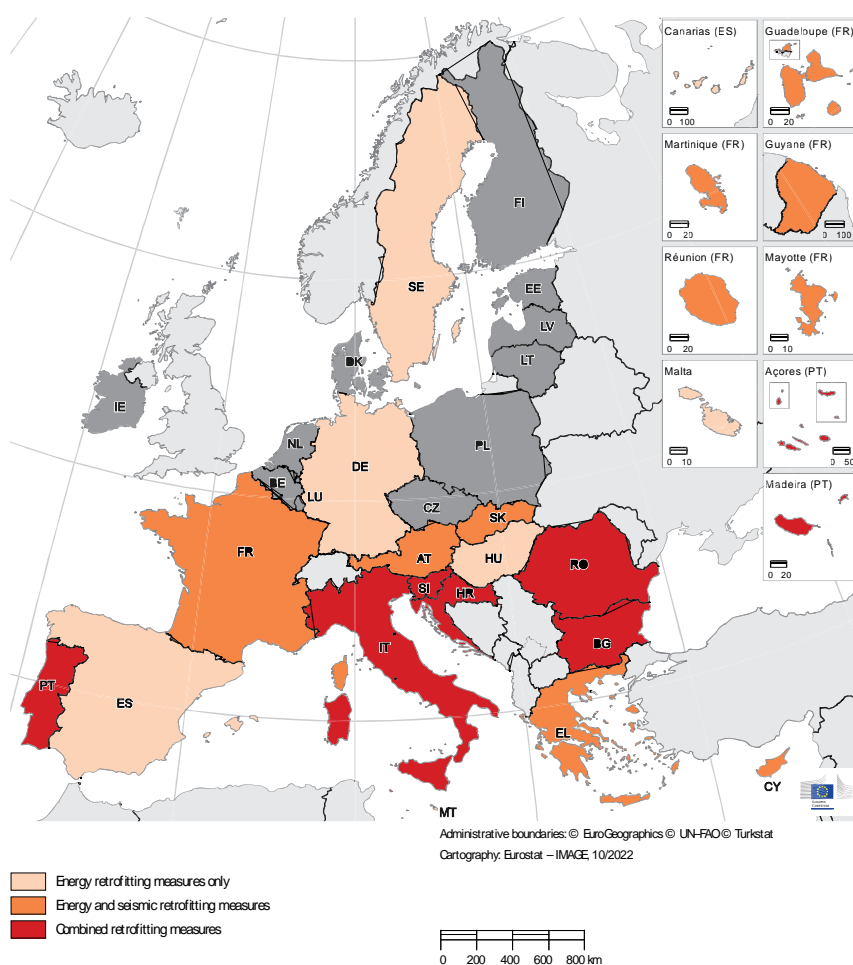 Canarias (ES)
0 100
Guadeloupe (FR)
0 20
Martinique (FR)
0 20
Guyane (FR)
0 100
Réunion (FR)
0 20
Mayotte (FR)
0 10
Malta
0 10
Açores (PT)
0 50
Madeira (PT)
0 20
FI
SE
EE
LV
LT
DK
IE
NL
PL
DE
BE
LU
CZ
SK
FR
AT
HU
RO
SI
HR
IT
BG
PT
ES
EL
CY
MT
European
Commission
Administrative boundaries: © EuroGeographics © UN–FAO © Turkstat
Cartography: Eurostat – IMAGE, 10/2022
Energy retrofitting measures only
Energy and seismic retrofitting measures
Combined retrofitting measures
0 200 400 600 800 km